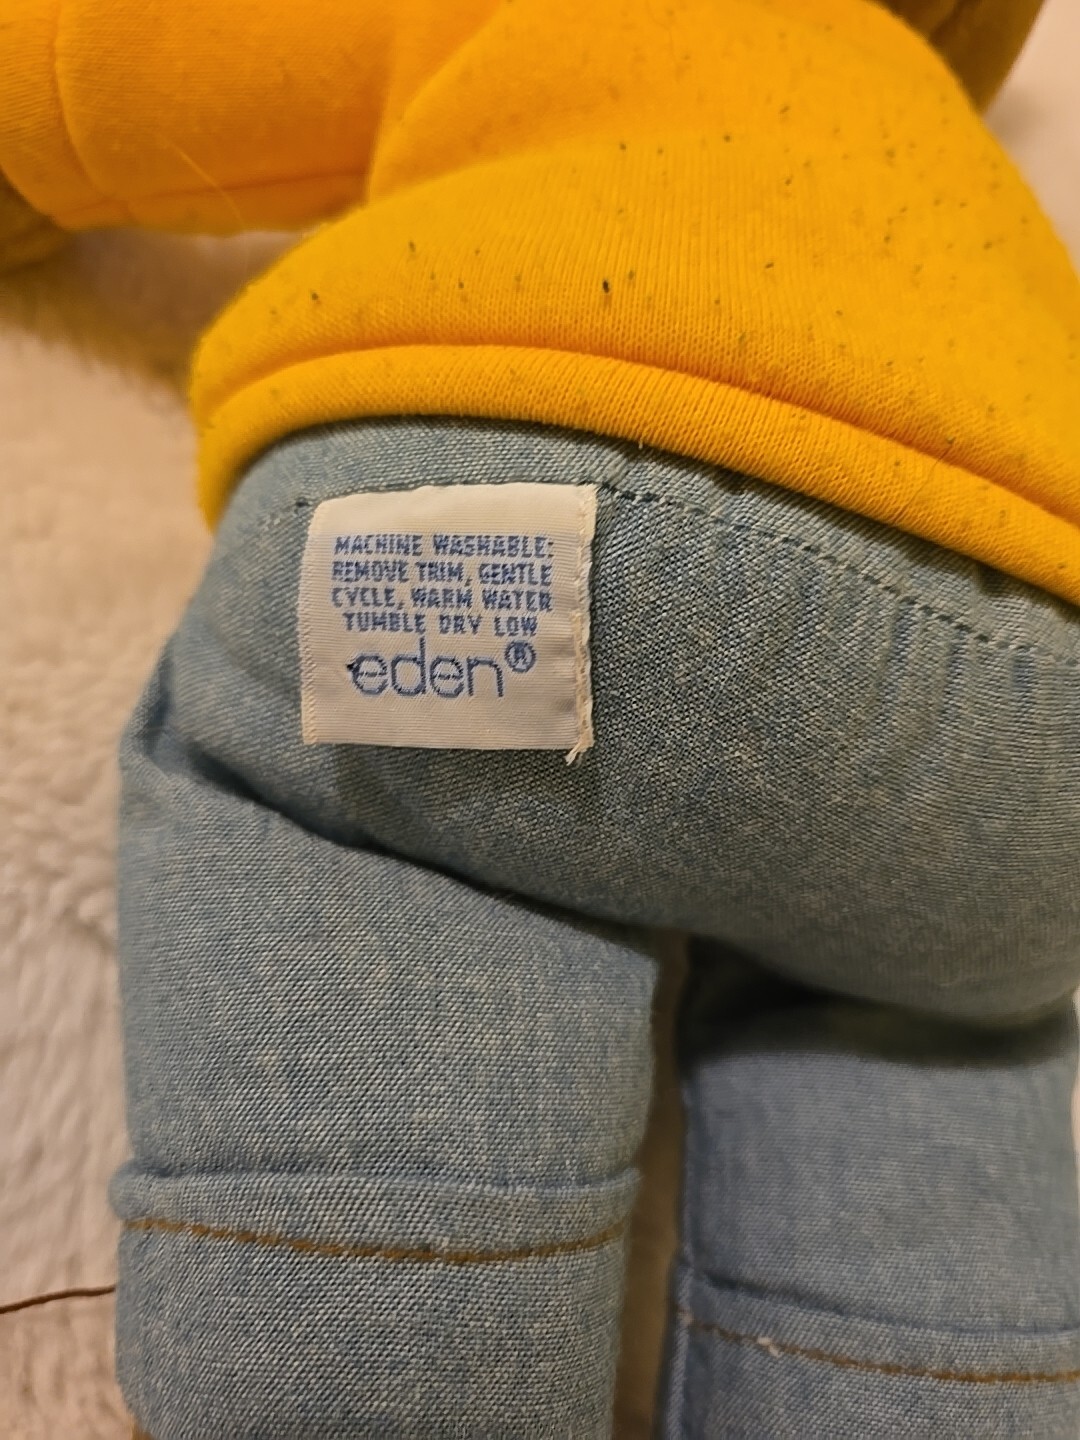 MACHINE WASHABLE:
REMOVE TRIM, GENTLE
CYCLE, WARM WATER
TUMBLE DRY LOW
eden®